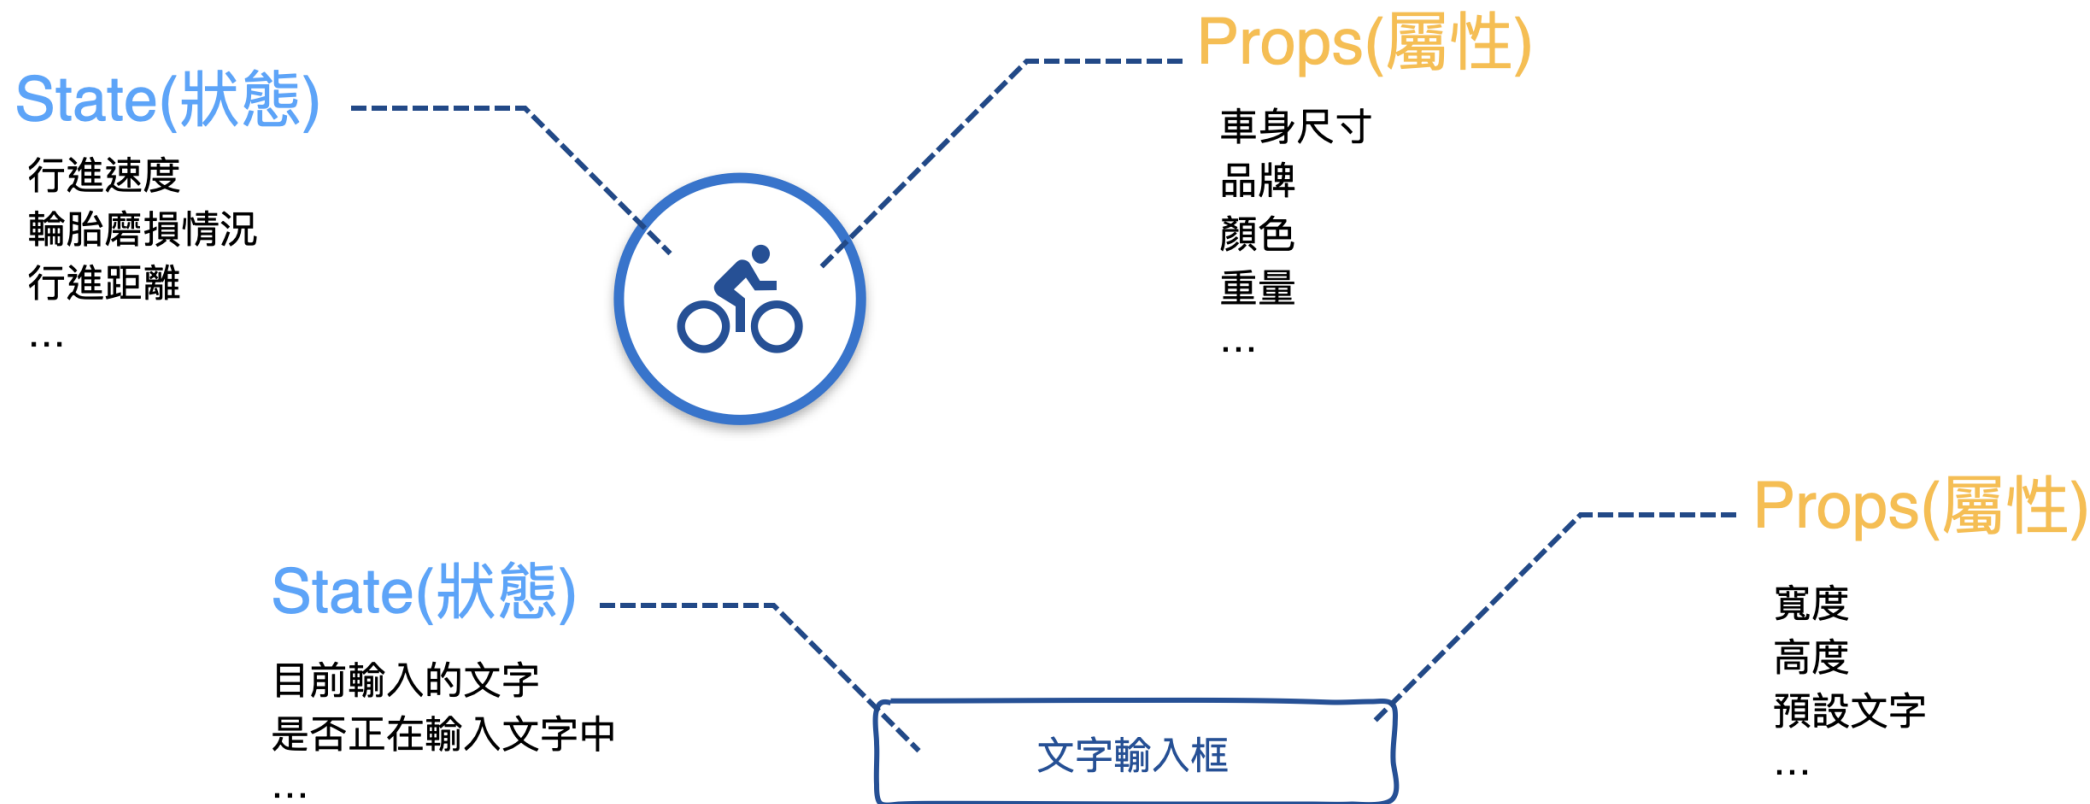 State(狀態)
行進速度
輪胎磨損情況
行進距離
...
Props(屬性)
車身尺寸
品牌
顏色
重量
...
State(狀態)
目前輸入的文字
是否正在輸入文字中
...
文字輸入框
Props(屬性)
寬度
高度
預設文字
...